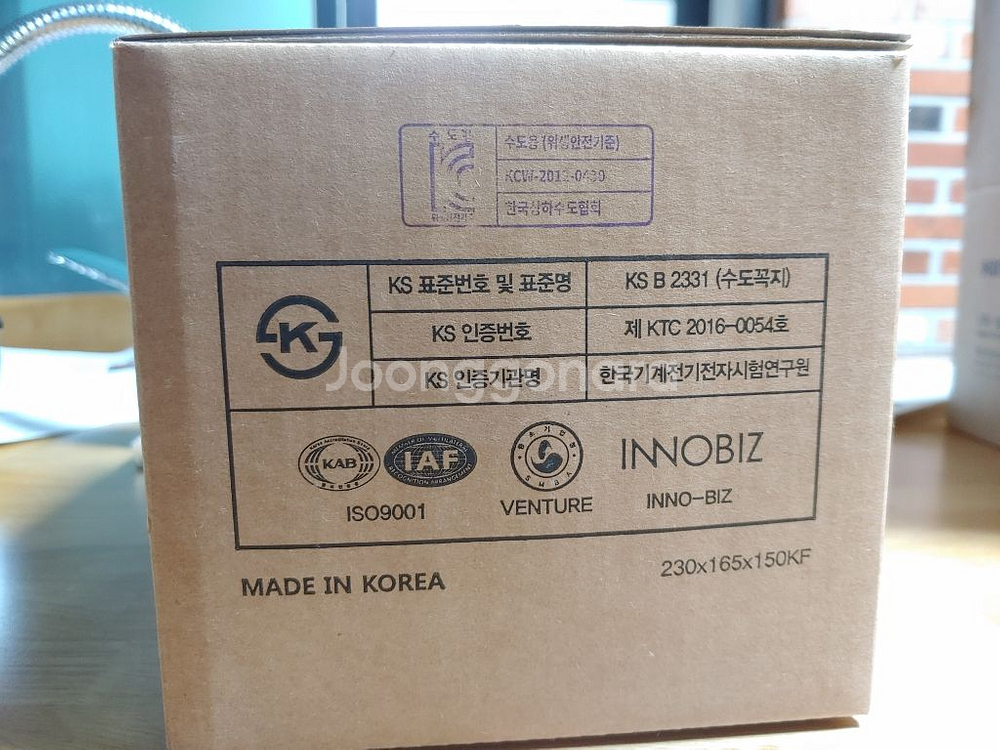 수도용 (위생안전기준)
한국상하수도협회
KS 표준번호 및 표준명
KS B 2331 (수도꼭지)
K
KS 인증번호
제 KTC 2016-0054호
KS 인증기관명
한국기계전기전자시험연구원
Joonggonara
KAB
IAF
INNOBIZ
ISO9001
VENTURE
INNO-BIZ
MADE IN KOREA
230x165x150KF